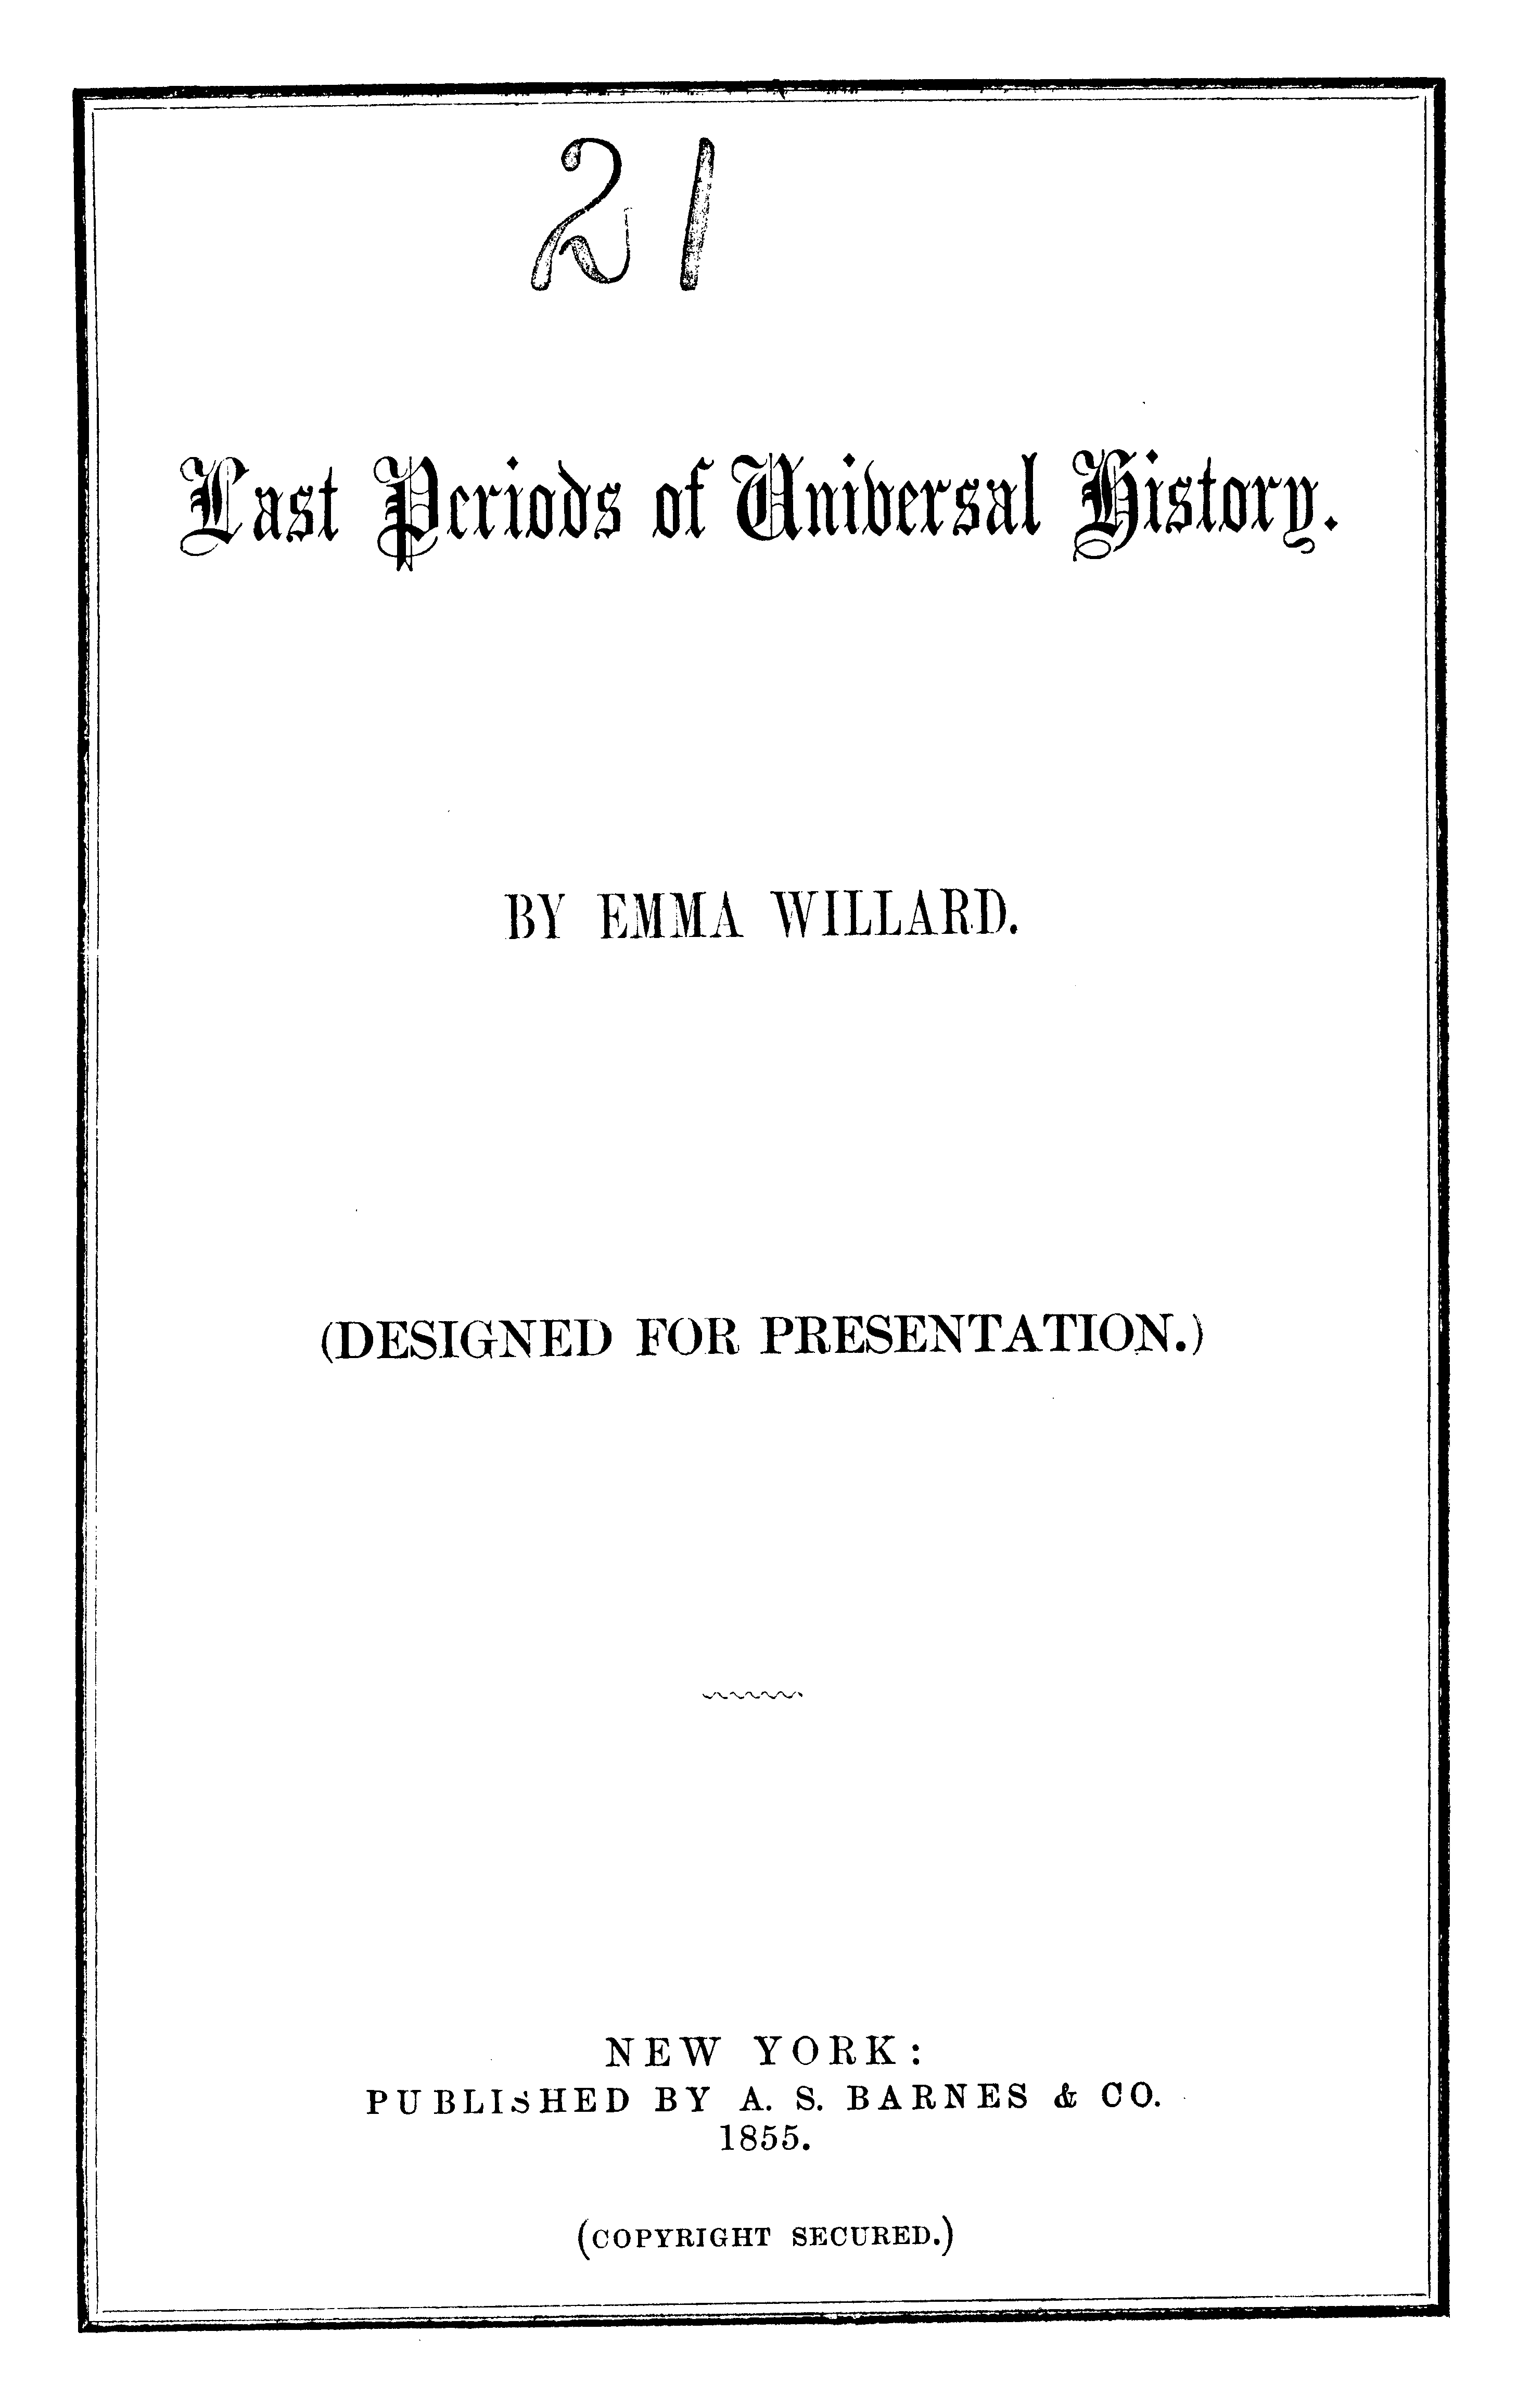 21
Last Periods of Universal History.
BY EMMA WILLARD.
(DESIGNED FOR PRESENTATION.)
NEW YORK:
PUBLISHED BY A. S. BARNES & CO.
1855.
(COPYRIGHT SECURED.)